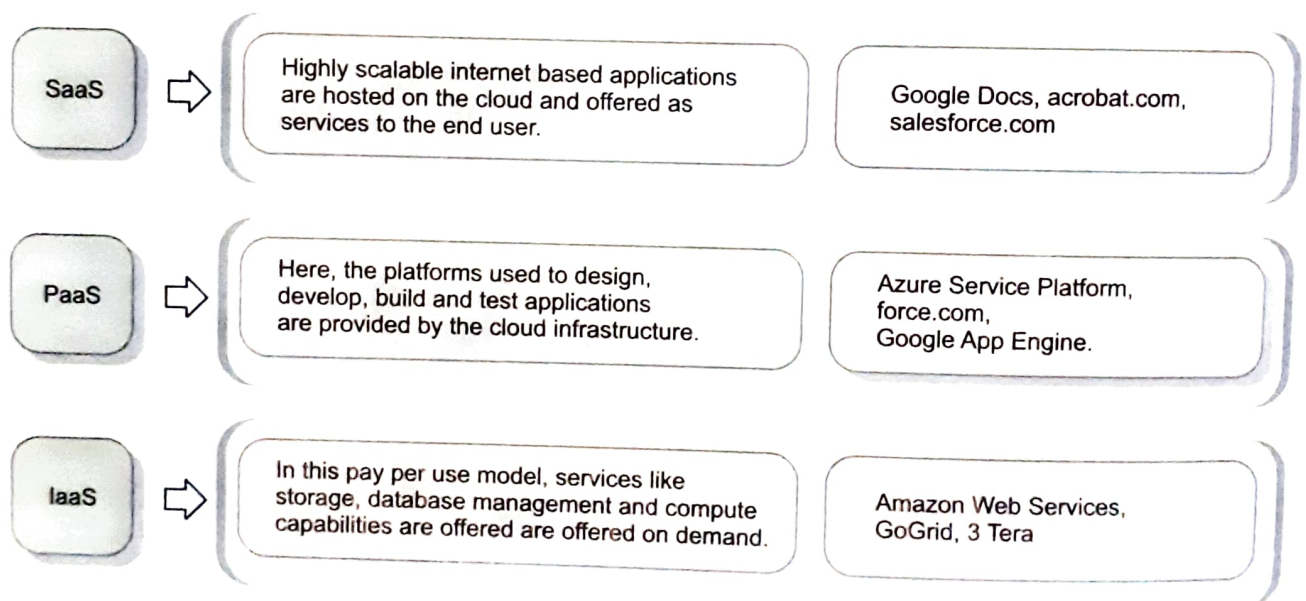 SaaS
Highly scalable internet based applications
are hosted on the cloud and offered as
services to the end user.
Google Docs, acrobat.com,
salesforce.com
PaaS
Here, the platforms used to design,
develop, build and test applications
are provided by the cloud infrastructure.
Azure Service Platform,
force.com,
Google App Engine.
IaaS
In this pay per use model, services like
storage, database management and compute
capabilities are offered are offered on demand.
Amazon Web Services,
GoGrid, 3 Tera